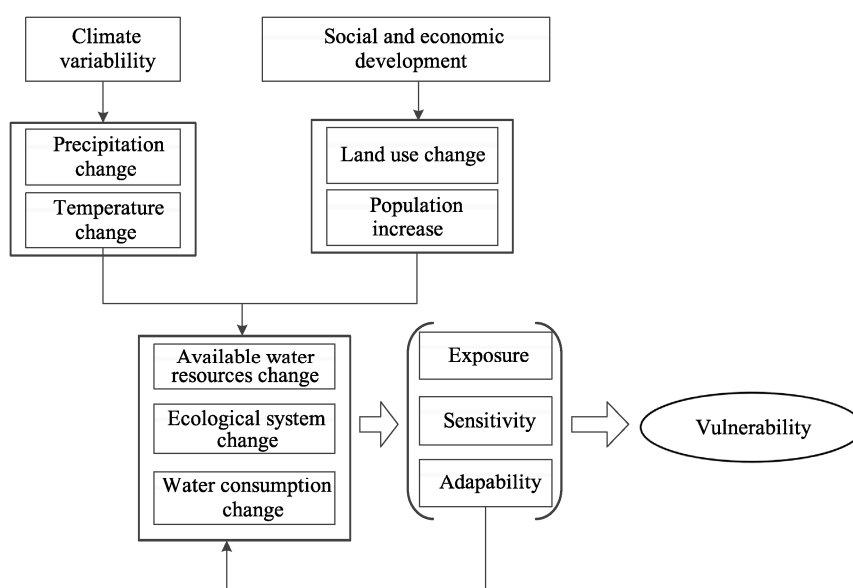 Climate
variablility
Social and economic
development
Precipitation
change
Temperature
change
Land use change
Population
increase
Available water
resources change
Ecological system
change
Water consumption
change
Exposure
Sensitivity
Adapability
Vulnerability